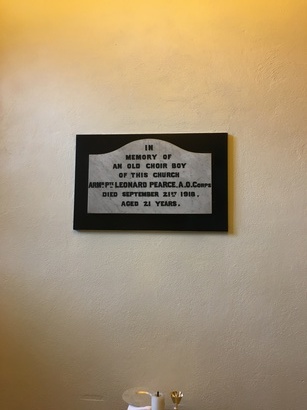 IN
MEMORY OF
AN OLD CHOIR BOY
OF THIS CHURCH
LEONARD PEARCE, A.O. Corps
DIED SEPTEMBER 21ST 1918.
AGED 21 YEARS.